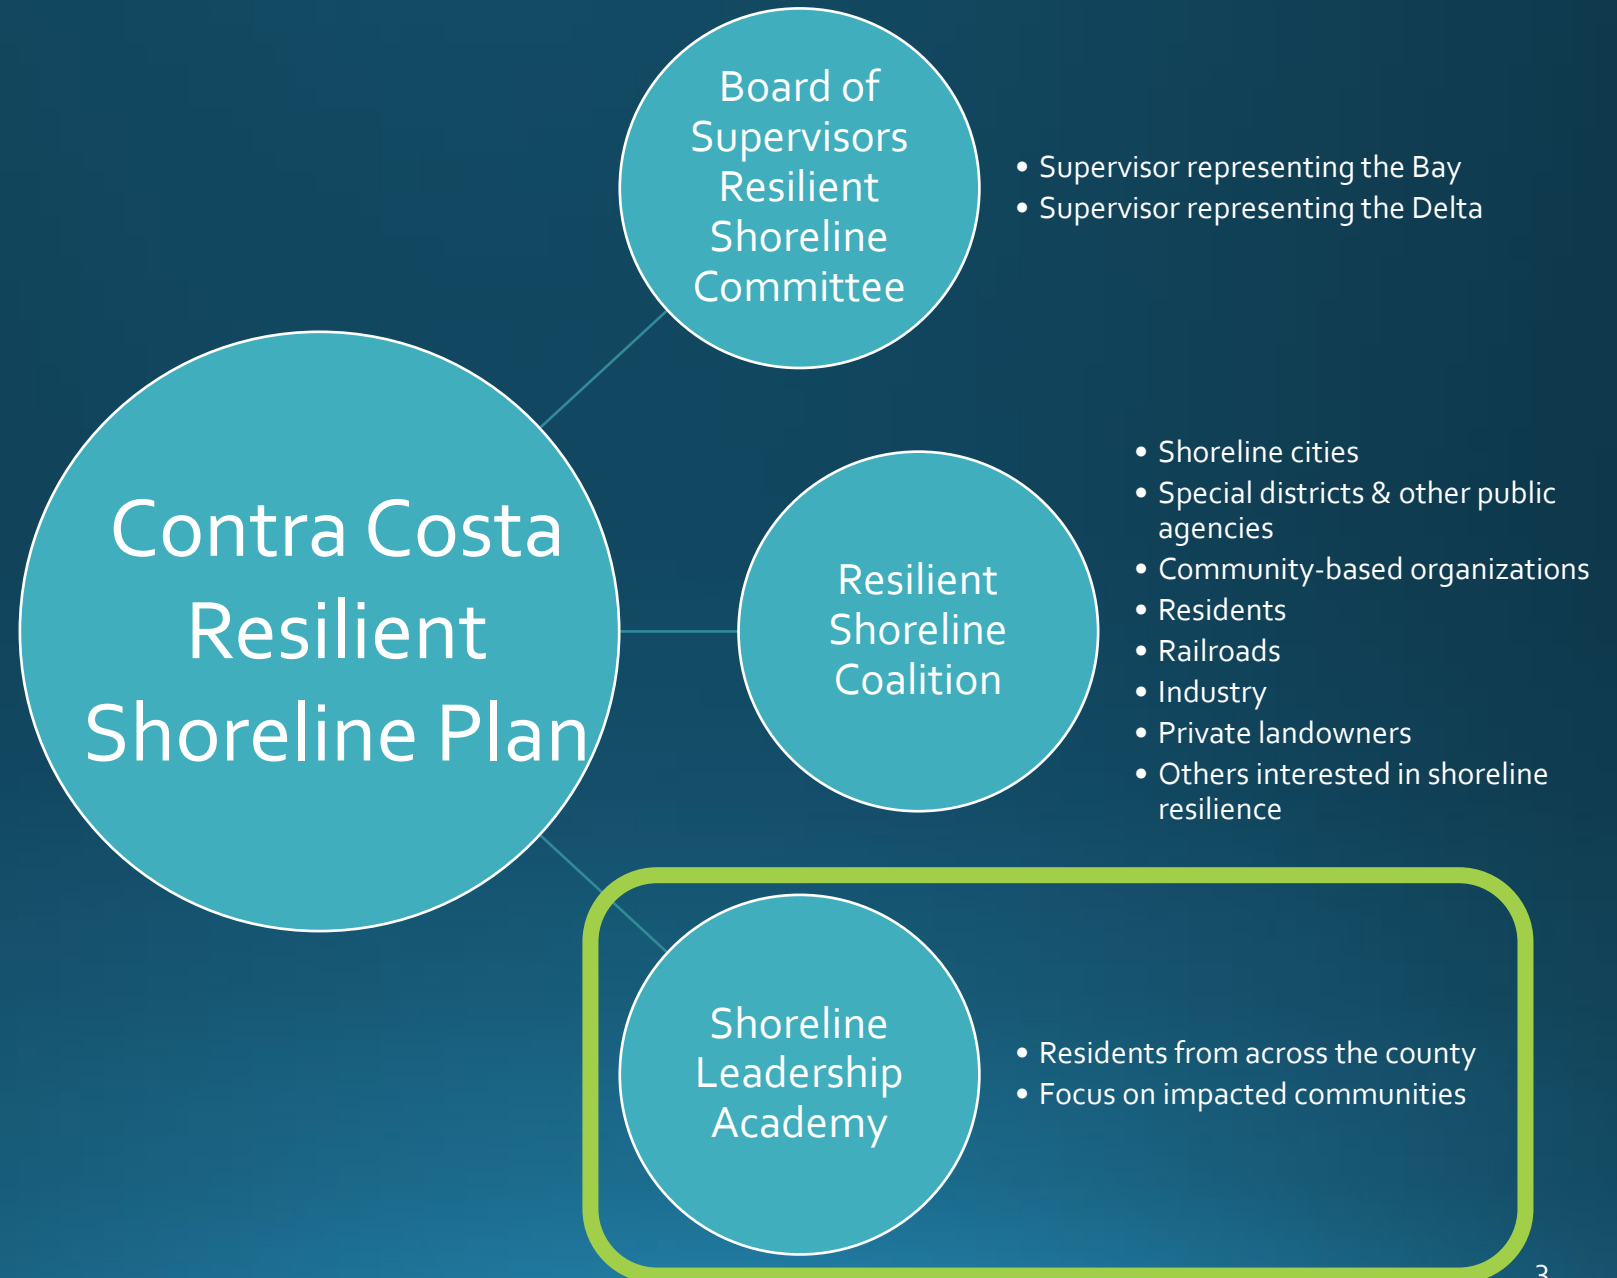 Board of
Supervisors
Resilient
Shoreline
Committee
• Supervisor representing the Bay
• Supervisor representing the Delta
Contra Costa
Resilient
Shoreline Plan
Resilient
Shoreline
Coalition
• Shoreline cities
• Special districts & other public
agencies
• Community-based organizations
• Residents
• Railroads
• Industry
• Private landowners
• Others interested in shoreline
resilience
Shoreline
Leadership
Academy
• Residents from across the county
• Focus on impacted communities
3